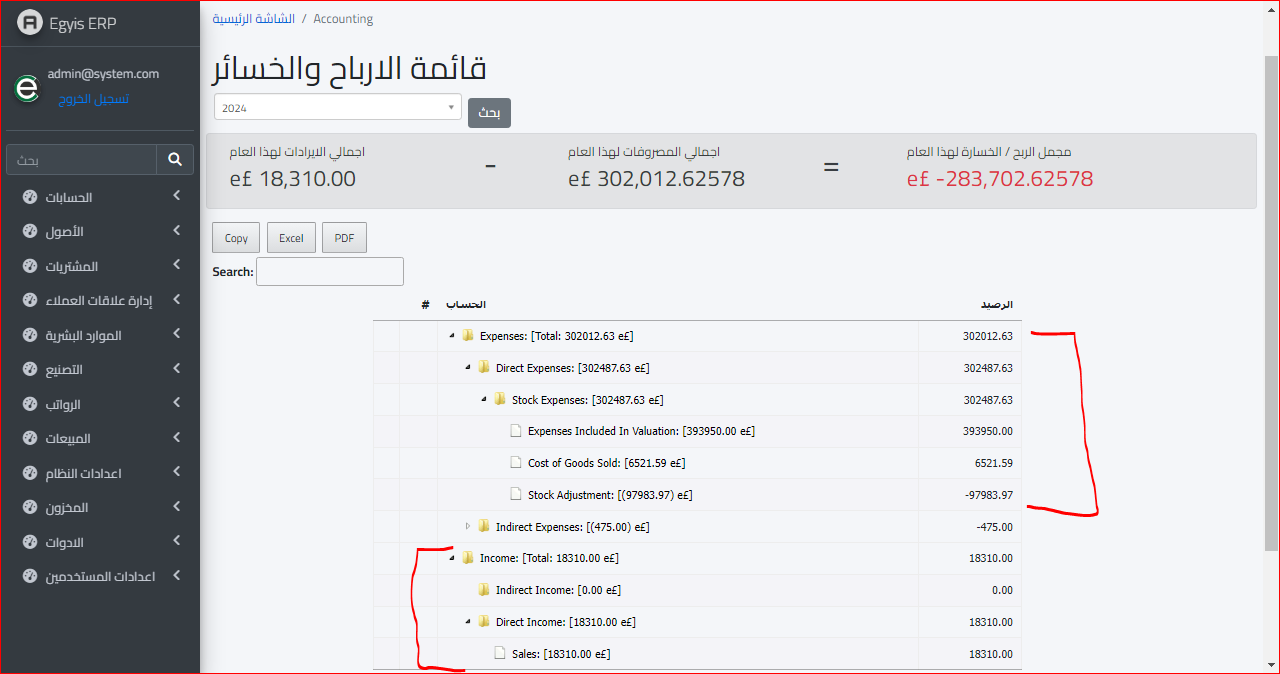 Egyis ERP
admin@system.com
تسجيل الخروج
بحث
الحسابات
الأصول
المشتريات
إدارة علاقات العملاء
الموارد البشرية
التصنيع
الرواتب
المبيعات
اعدادات النظام
المخزون
الادوات
اعدادات المستخدمين
الشاشة الرئيسية / Accounting
قائمة الارباح والخسائر
2024
بحث
اجمالي الايرادات لهذا العام
e£ 18,310.00
-
اجمالي المصروفات لهذا العام
e£ 302,012.62578
=
مجمل الربح / الخسارة لهذا العام
e£ -283,702.62578
Copy Excel PDF
Search:
# الحساب الرصيد
Expenses: [Total: 302012.63 e£] 302012.63
Direct Expenses: [302487.63 e£] 302487.63
Stock Expenses: [302487.63 e£] 302487.63
Expenses Included In Valuation: [393950.00 e£] 393950.00
Cost of Goods Sold: [6521.59 e£] 6521.59
Stock Adjustment: [(97983.97) e£] -97983.97
Indirect Expenses: [(475.00) e£] -475.00
Income: [Total: 18310.00 e£] 18310.00
Indirect Income: [0.00 e£] 0.00
Direct Income: [18310.00 e£] 18310.00
Sales: [18310.00 e£] 18310.00